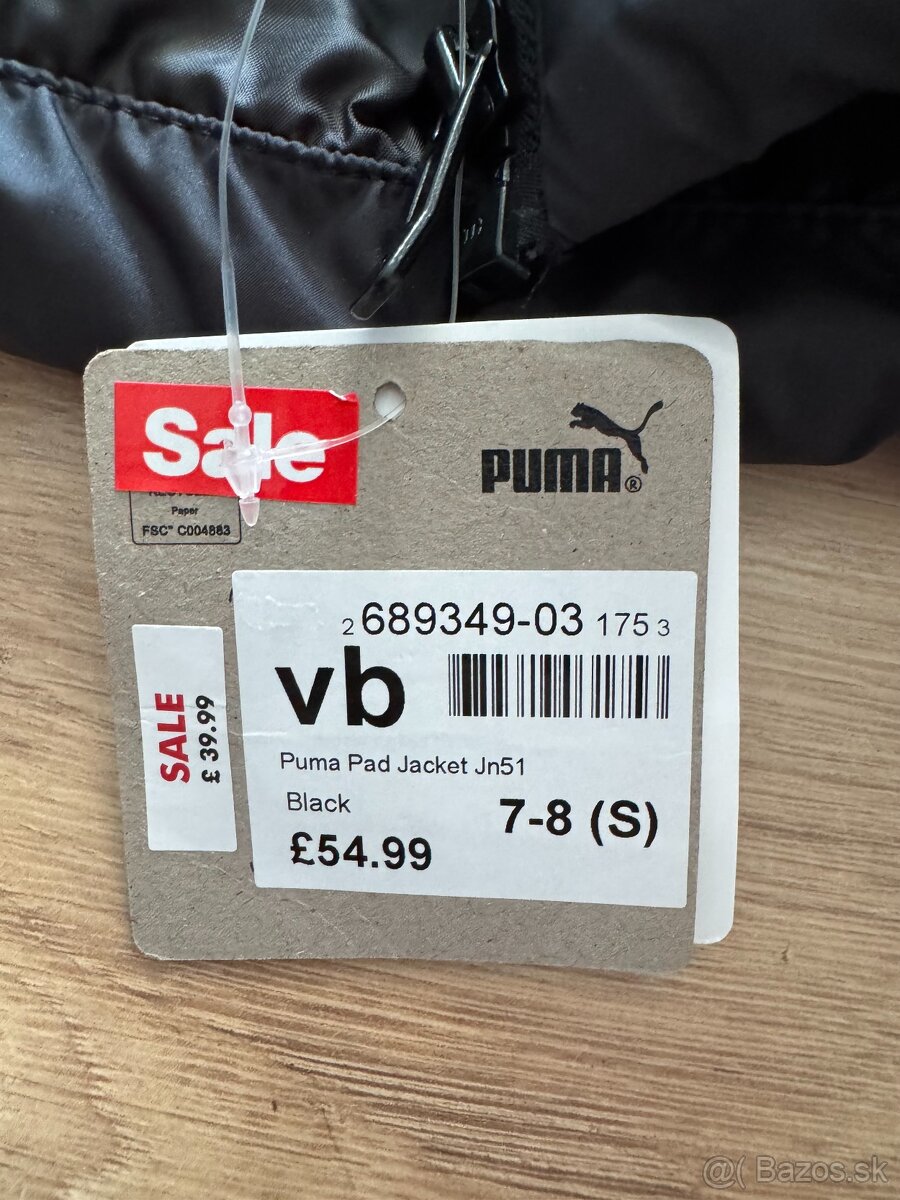 Sale
PUMA®
Paper
FSC™ C004883
2 689349-03 175 3
vb
Puma Pad Jacket Jn51
Black
7-8 (S)
£54.99
SALE
£ 39.99
@( Bazos.sk